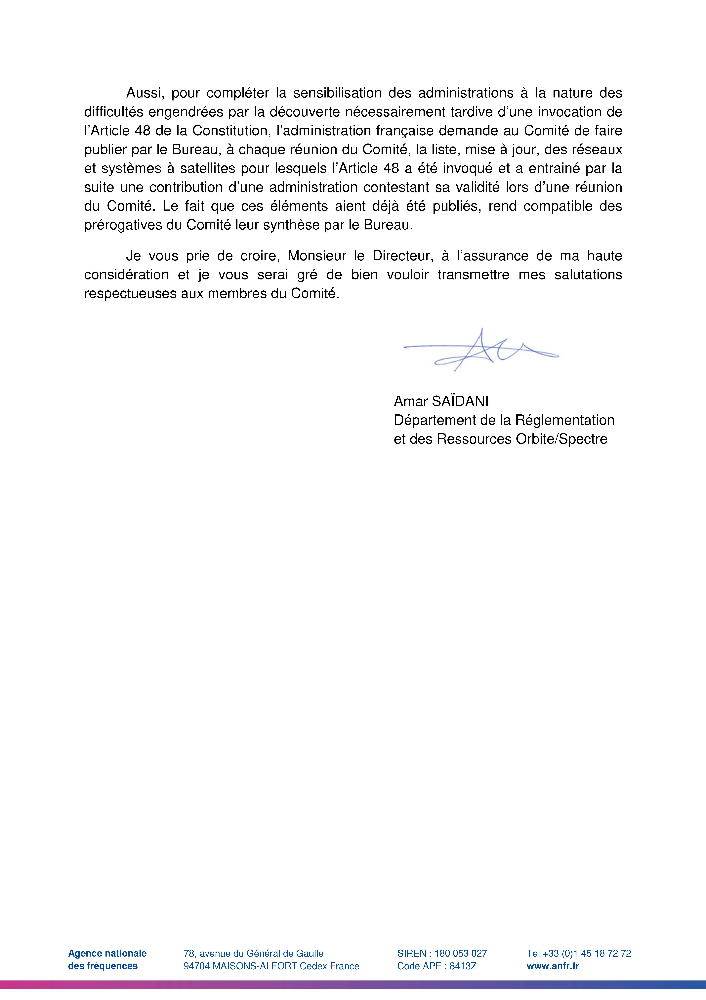 Aussi, pour compléter la sensibilisation des administrations à la nature des
difficultés engendrées par la découverte nécessairement tardive d’une invocation de
l’Article 48 de la Constitution, l’administration française demande au Comité de faire
publier par le Bureau, à chaque réunion du Comité, la liste, mise à jour, des réseaux
et systèmes à satellites pour lesquels l’Article 48 a été invoqué et a entrainé par la
suite une contribution d’une administration contestant sa validité lors d’une réunion
du Comité. Le fait que ces éléments aient déjà été publiés, rend compatible des
prérogatives du Comité leur synthèse par le Bureau.
Je vous prie de croire, Monsieur le Directeur, à l’assurance de ma haute
considération et je vous serai gré de bien vouloir transmettre mes salutations
respectueuses aux membres du Comité.
Amar SAÏDANI
Département de la Réglementation
et des Ressources Orbite/Spectre
Agence nationale
des fréquences
78, avenue du Général de Gaulle
94704 MAISONS-ALFORT Cedex France
SIREN : 180 053 027
Code APE : 8413Z
Tel +33 (0)1 45 18 72 72
www.anfr.fr